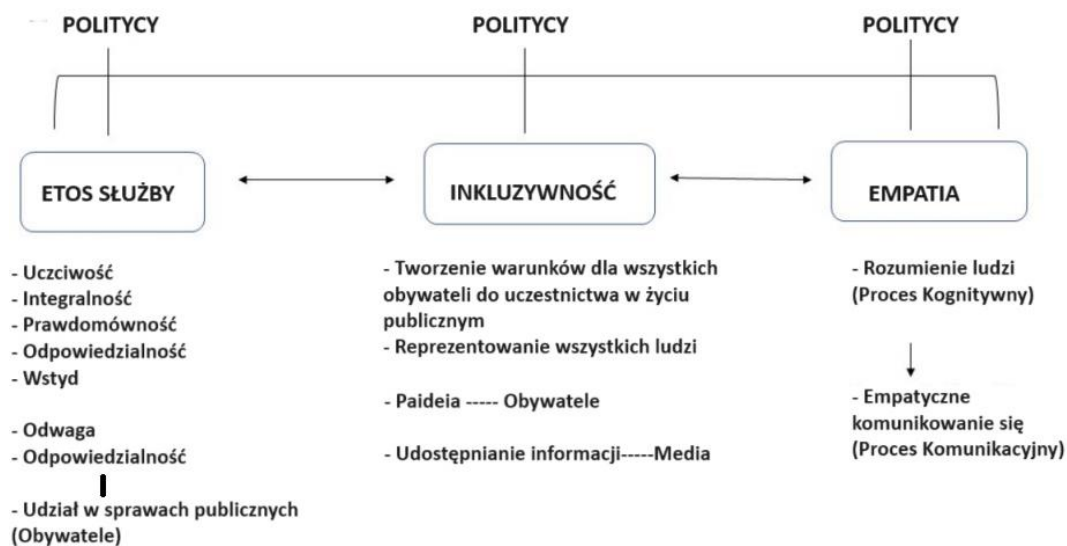 POLITYCY
POLITYCY
POLITYCY
ETOS SŁUŻBY
INKLUZYWNOŚĆ
EMPATIA
- Uczciwość
- Integralność
- Prawdomówność
- Odpowiedzialność
- Wstyd
- Odwaga
- Odpowiedzialność
- Udział w sprawach publicznych
(Obywatele)
- Tworzenie warunków dla wszystkich
obywateli do uczestnictwa w życiu
publicznym
- Reprezentowanie wszystkich ludzi
- Paideia ----- Obywatele
- Udostępnianie informacji-----Media
- Rozumienie ludzi
(Proces Kognitywny)
- Empatyczne
komunikowanie się
(Proces Komunikacyjny)